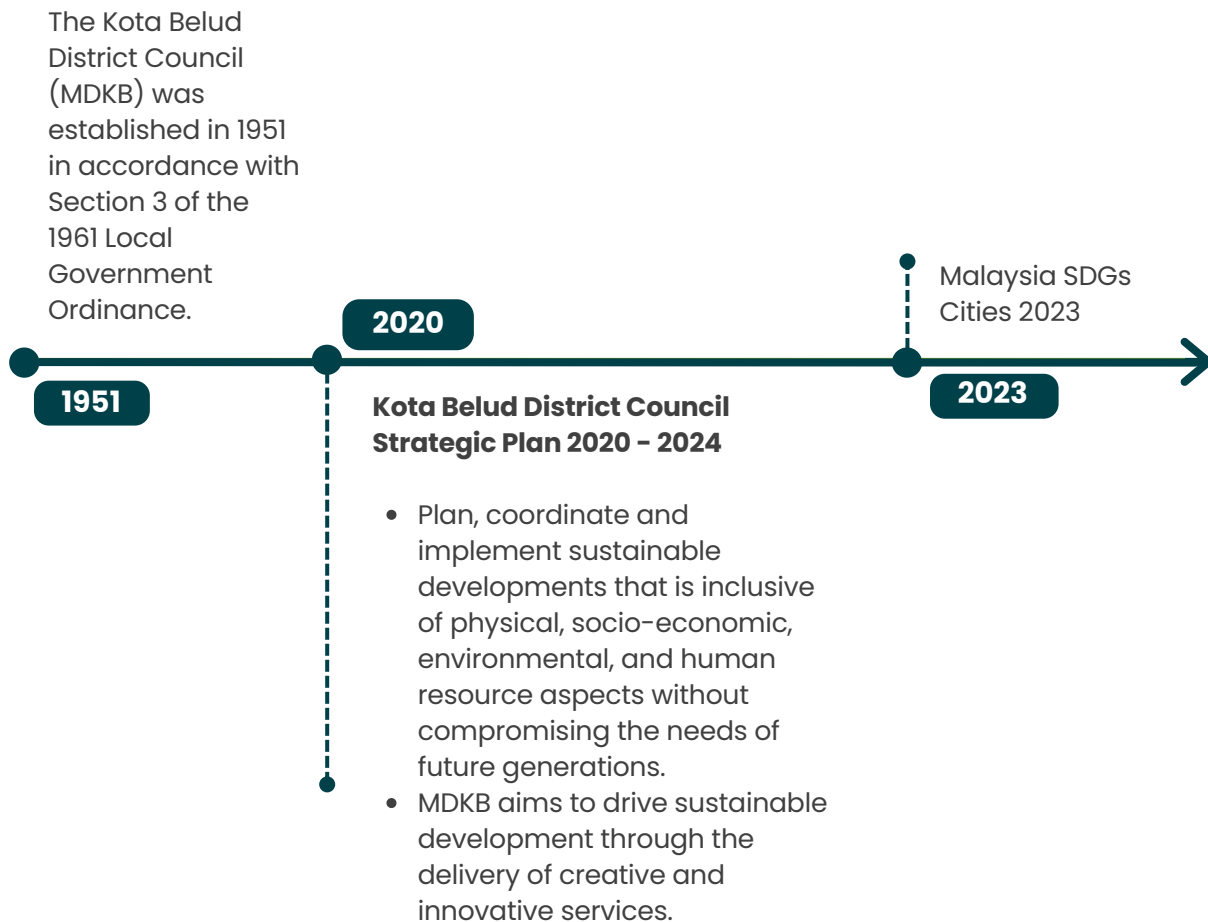 The Kota Belud
District Council
(MDKB) was
established in 1951
in accordance with
Section 3 of the
1961 Local
Government
Ordinance.
1951
2020
Kota Belud District Council
Strategic Plan 2020 - 2024
• Plan, coordinate and
implement sustainable
developments that is inclusive
of physical, socio-economic,
environmental, and human
resource aspects without
compromising the needs of
future generations.
• MDKB aims to drive sustainable
development through the
delivery of creative and
innovative services.
Malaysia SDGs
Cities 2023
2023